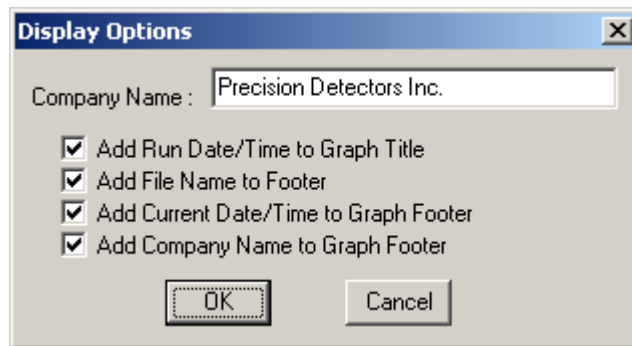 Display Options
Company Name : Precision Detectors Inc.
Add Run Date/Time to Graph Title
Add File Name to Footer
Add Current Date/Time to Graph Footer
Add Company Name to Graph Footer
OK Cancel